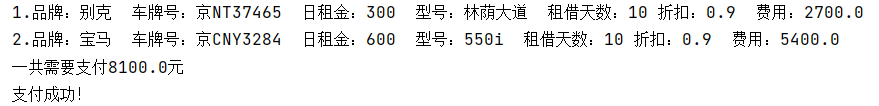 1.品牌：别克  车牌号：京NT37465  日租金：300  型号：林荫大道  租借天数：10 折扣：0.9  费用：2700.0
2.品牌：宝马  车牌号：京CNY3284  日租金：600  型号：550i  租借天数：10 折扣：0.9  费用：5400.0
一共需要支付8100.0元
支付成功！